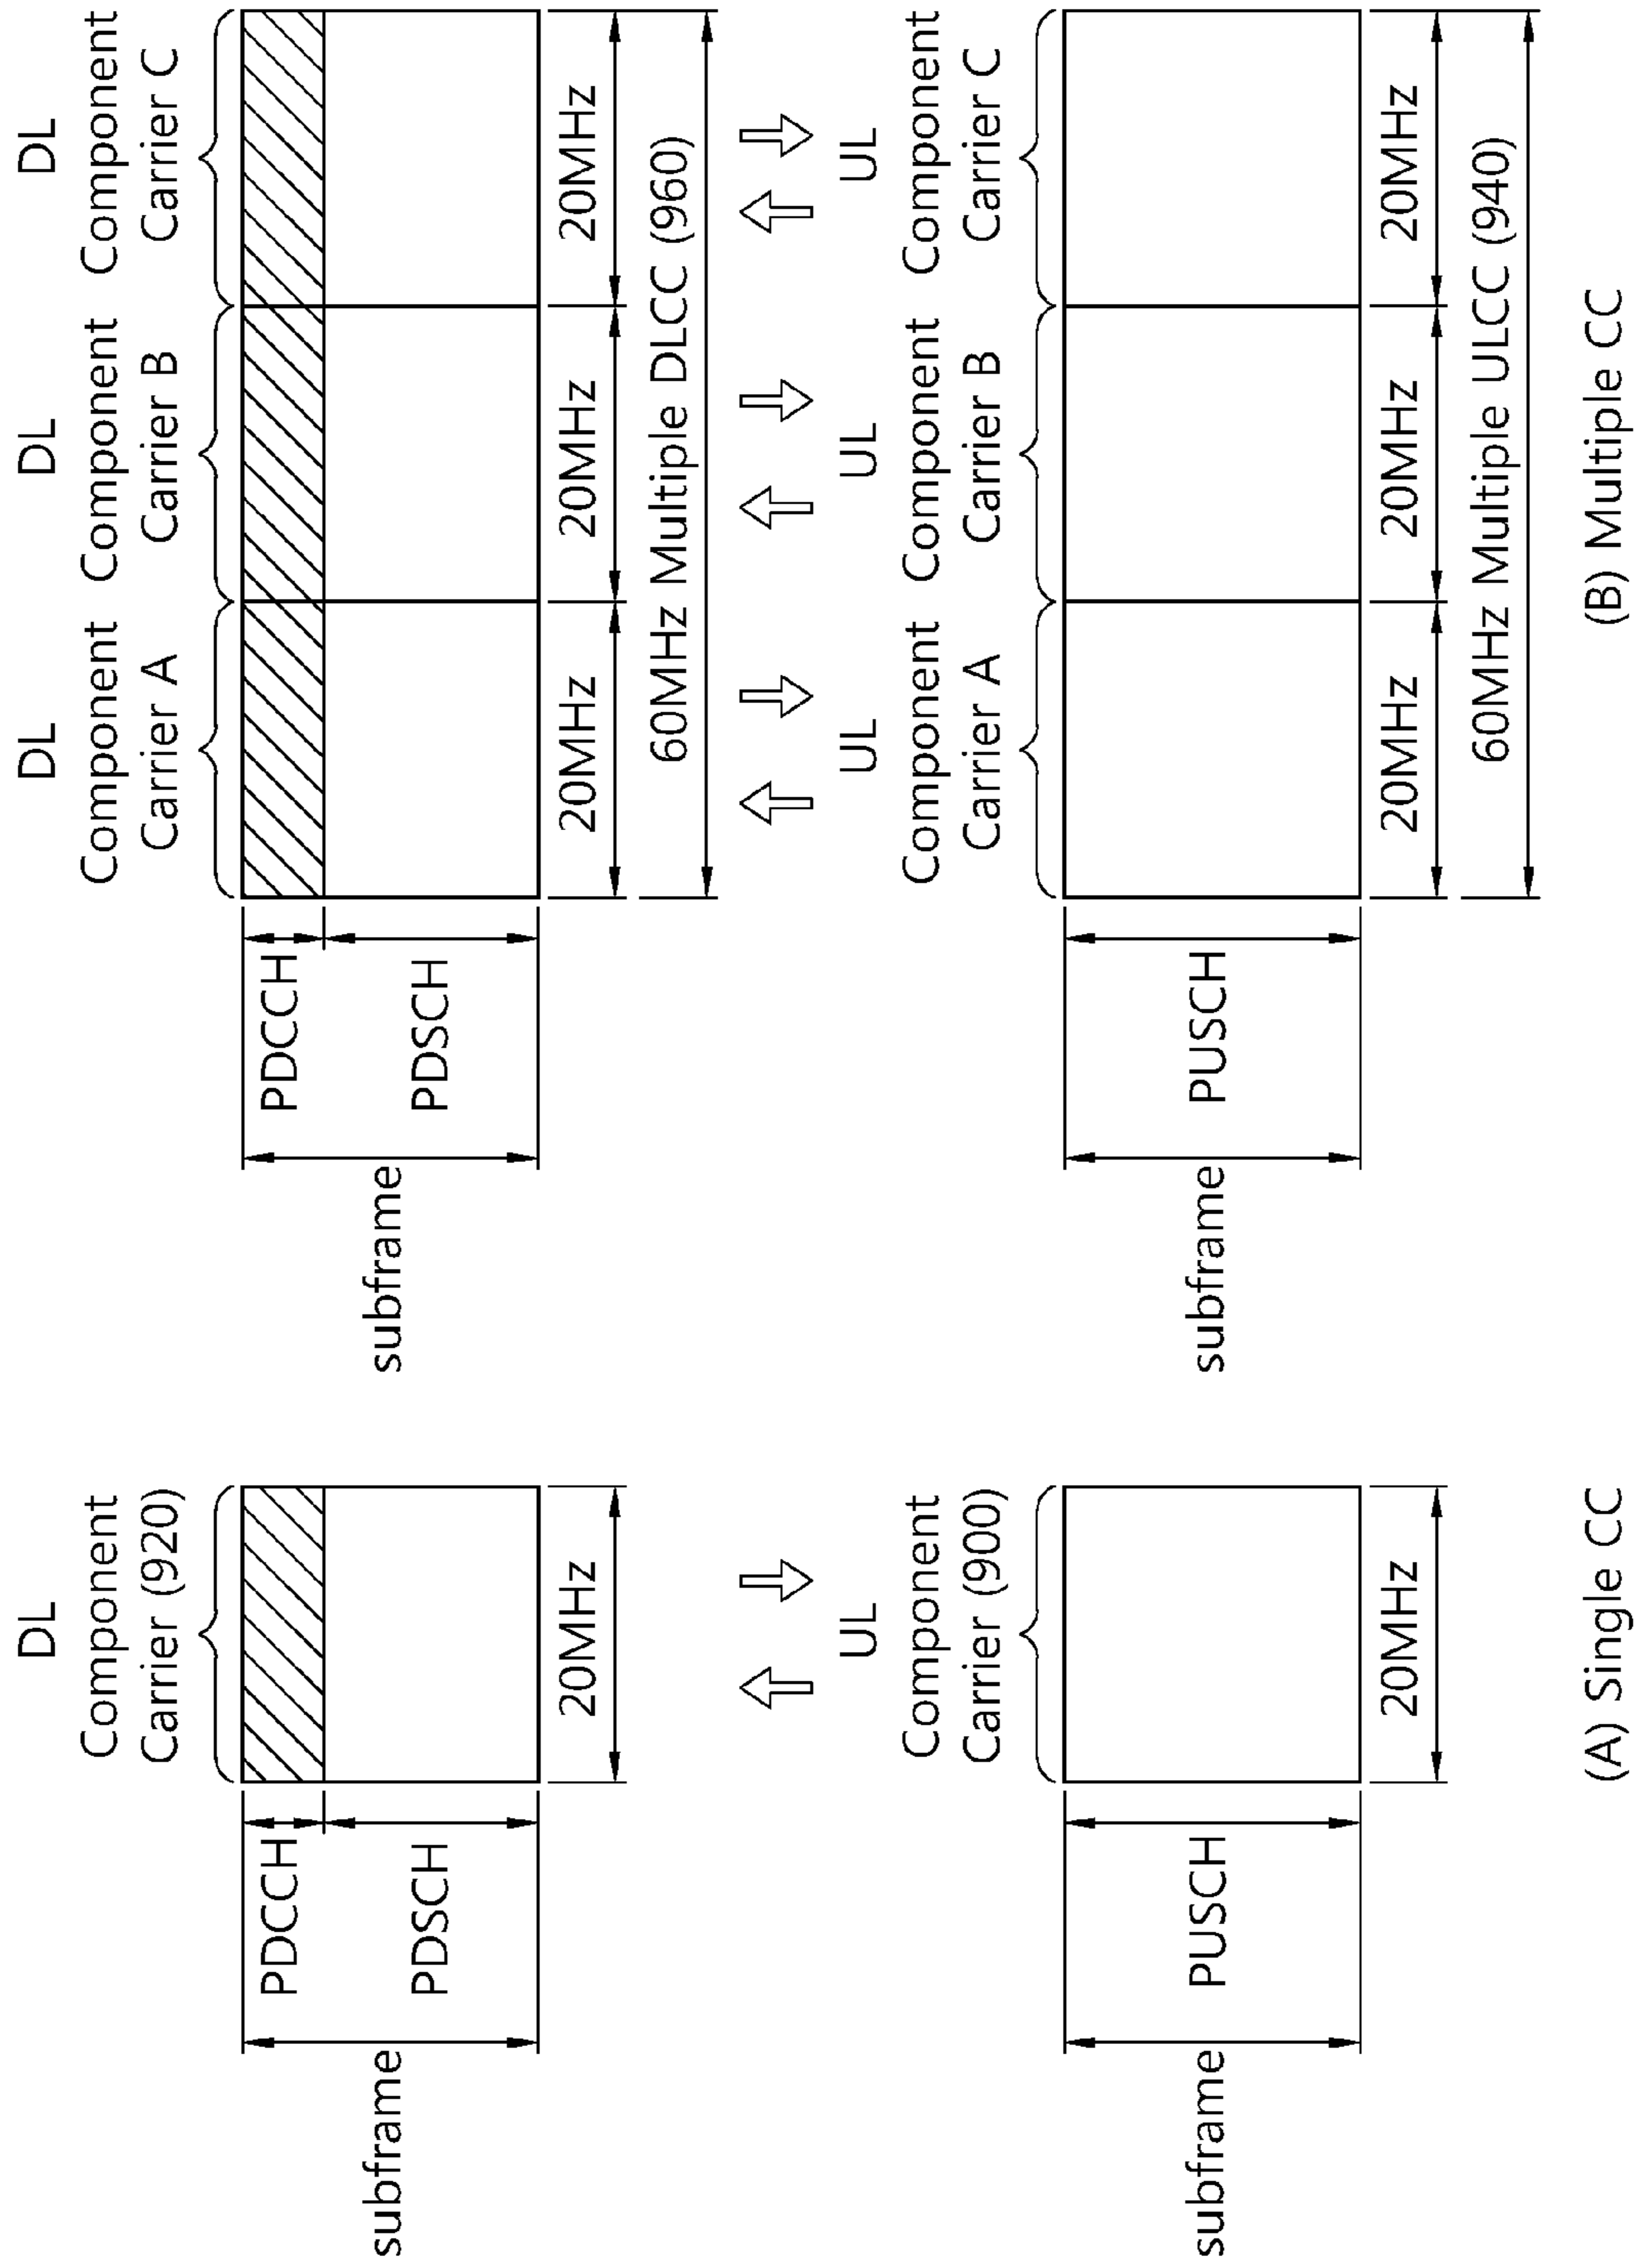 DL
Component
Carrier (920)
subframe
PDCCH
PDSCH
20MHz
UL
Component
Carrier (900)
subframe
PUSCH
20MHz
(A) Single CC
DL
Component
Carrier A
DL
Component
Carrier B
DL
Component
Carrier C
subframe
PDCCH
PDSCH
20MHz
20MHz
20MHz
60MHz Multiple DLCC (960)
UL
Component
Carrier A
UL
Component
Carrier B
UL
Component
Carrier C
subframe
PUSCH
20MHz
20MHz
20MHz
60MHz Multiple ULCC (940)
(B) Multiple CC